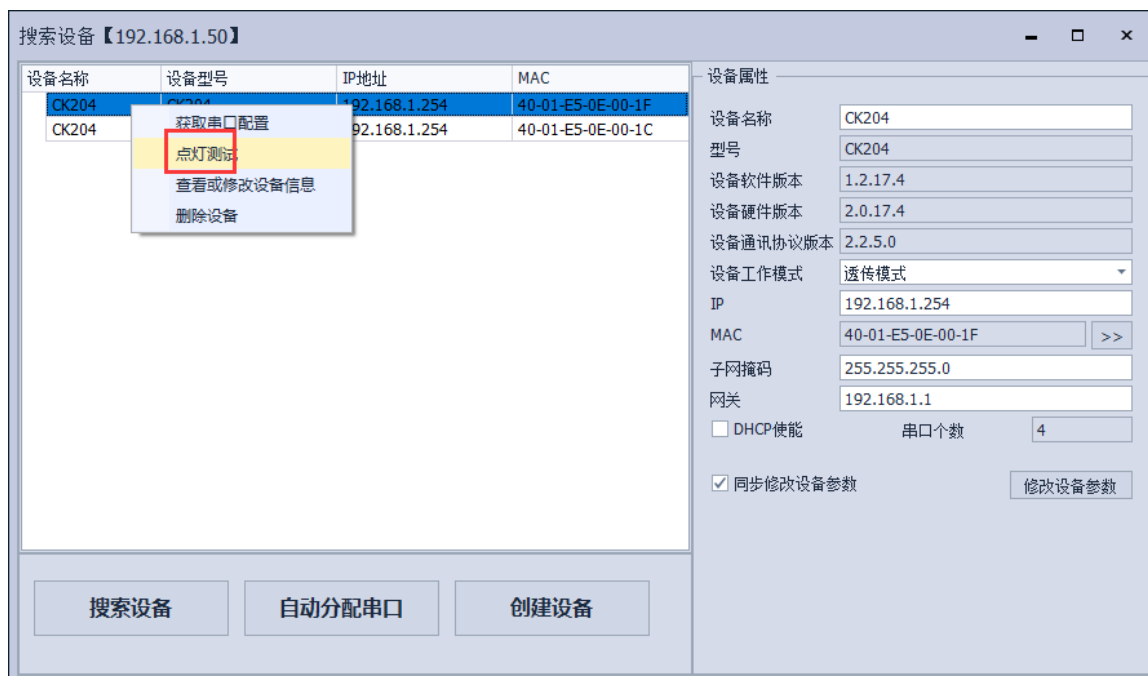 搜索设备【192.168.1.50】
设备名称 设备型号 IP地址 MAC
CK204 CK204 192.168.1.254 40-01-E5-0E-00-1F
CK204 92.168.1.254 40-01-E5-0E-00-1C
获取串口配置
点灯测试
查看或修改设备信息
删除设备
搜索设备 自动分配串口 创建设备
设备属性
设备名称 CK204
型号 CK204
设备软件版本 1.2.17.4
设备硬件版本 2.0.17.4
设备通讯协议版本 2.2.5.0
设备工作模式 透传模式
IP 192.168.1.254
MAC 40-01-E5-0E-00-1F >>
子网掩码 255.255.255.0
网关 192.168.1.1
DHCP使能 串口个数 4
同步修改设备参数 修改设备参数